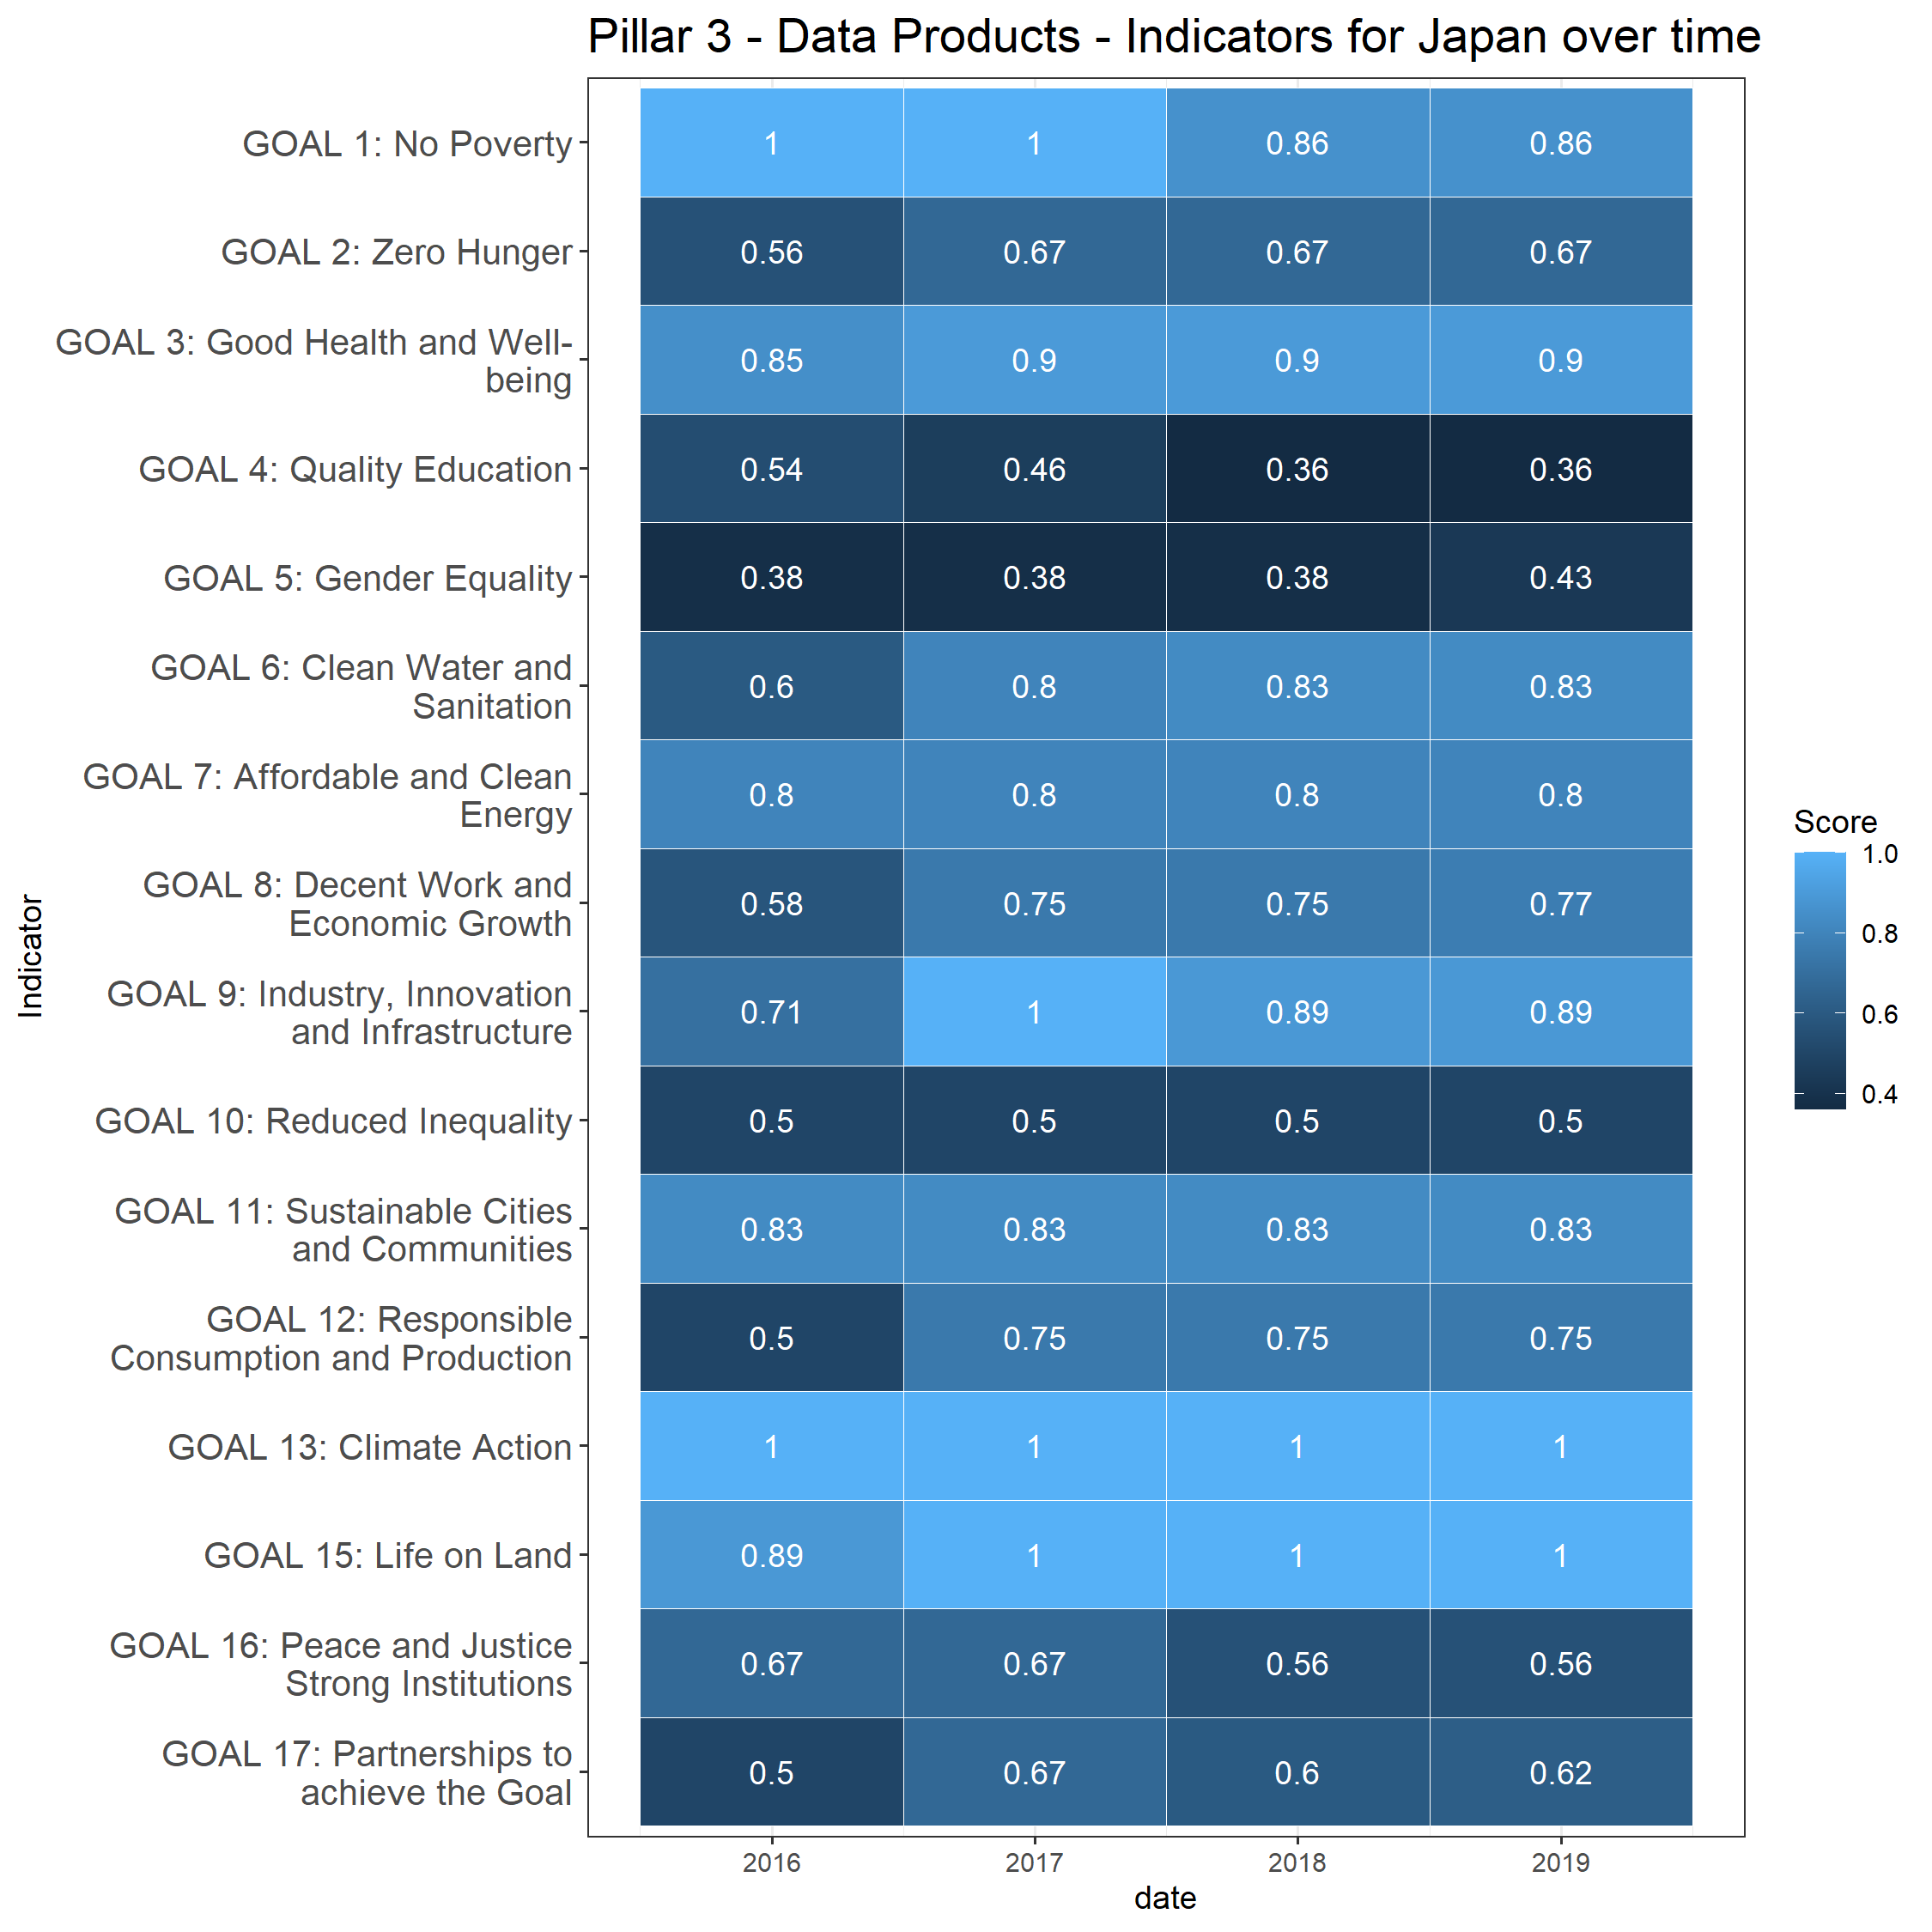 Pillar 3 - Data Products - Indicators for Japan over time
GOAL 1: No Poverty
1
1
0.86
0.86
GOAL 2: Zero Hunger
0.56
0.67
0.67
0.67
GOAL 3: Good Health and Well-
being
0.85
0.9
0.9
0.9
GOAL 4: Quality Education
0.54
0.46
0.36
0.36
GOAL 5: Gender Equality
0.38
0.38
0.38
0.43
GOAL 6: Clean Water and
Sanitation
0.6
0.8
0.83
0.83
GOAL 7: Affordable and Clean
Energy
0.8
0.8
0.8
0.8
GOAL 8: Decent Work and
Economic Growth
0.58
0.75
0.75
0.77
GOAL 9: Industry, Innovation
and Infrastructure
0.71
1
0.89
0.89
GOAL 10: Reduced Inequality
0.5
0.5
0.5
0.5
GOAL 11: Sustainable Cities
and Communities
0.83
0.83
0.83
0.83
GOAL 12: Responsible
Consumption and Production
0.5
0.75
0.75
0.75
GOAL 13: Climate Action
1
1
1
1
GOAL 15: Life on Land
0.89
1
1
1
GOAL 16: Peace and Justice
Strong Institutions
0.67
0.67
0.56
0.56
GOAL 17: Partnerships to
achieve the Goal
0.5
0.67
0.6
0.62
2016
2017
2018
2019
date
Indicator
Score
1.0
0.8
0.6
0.4